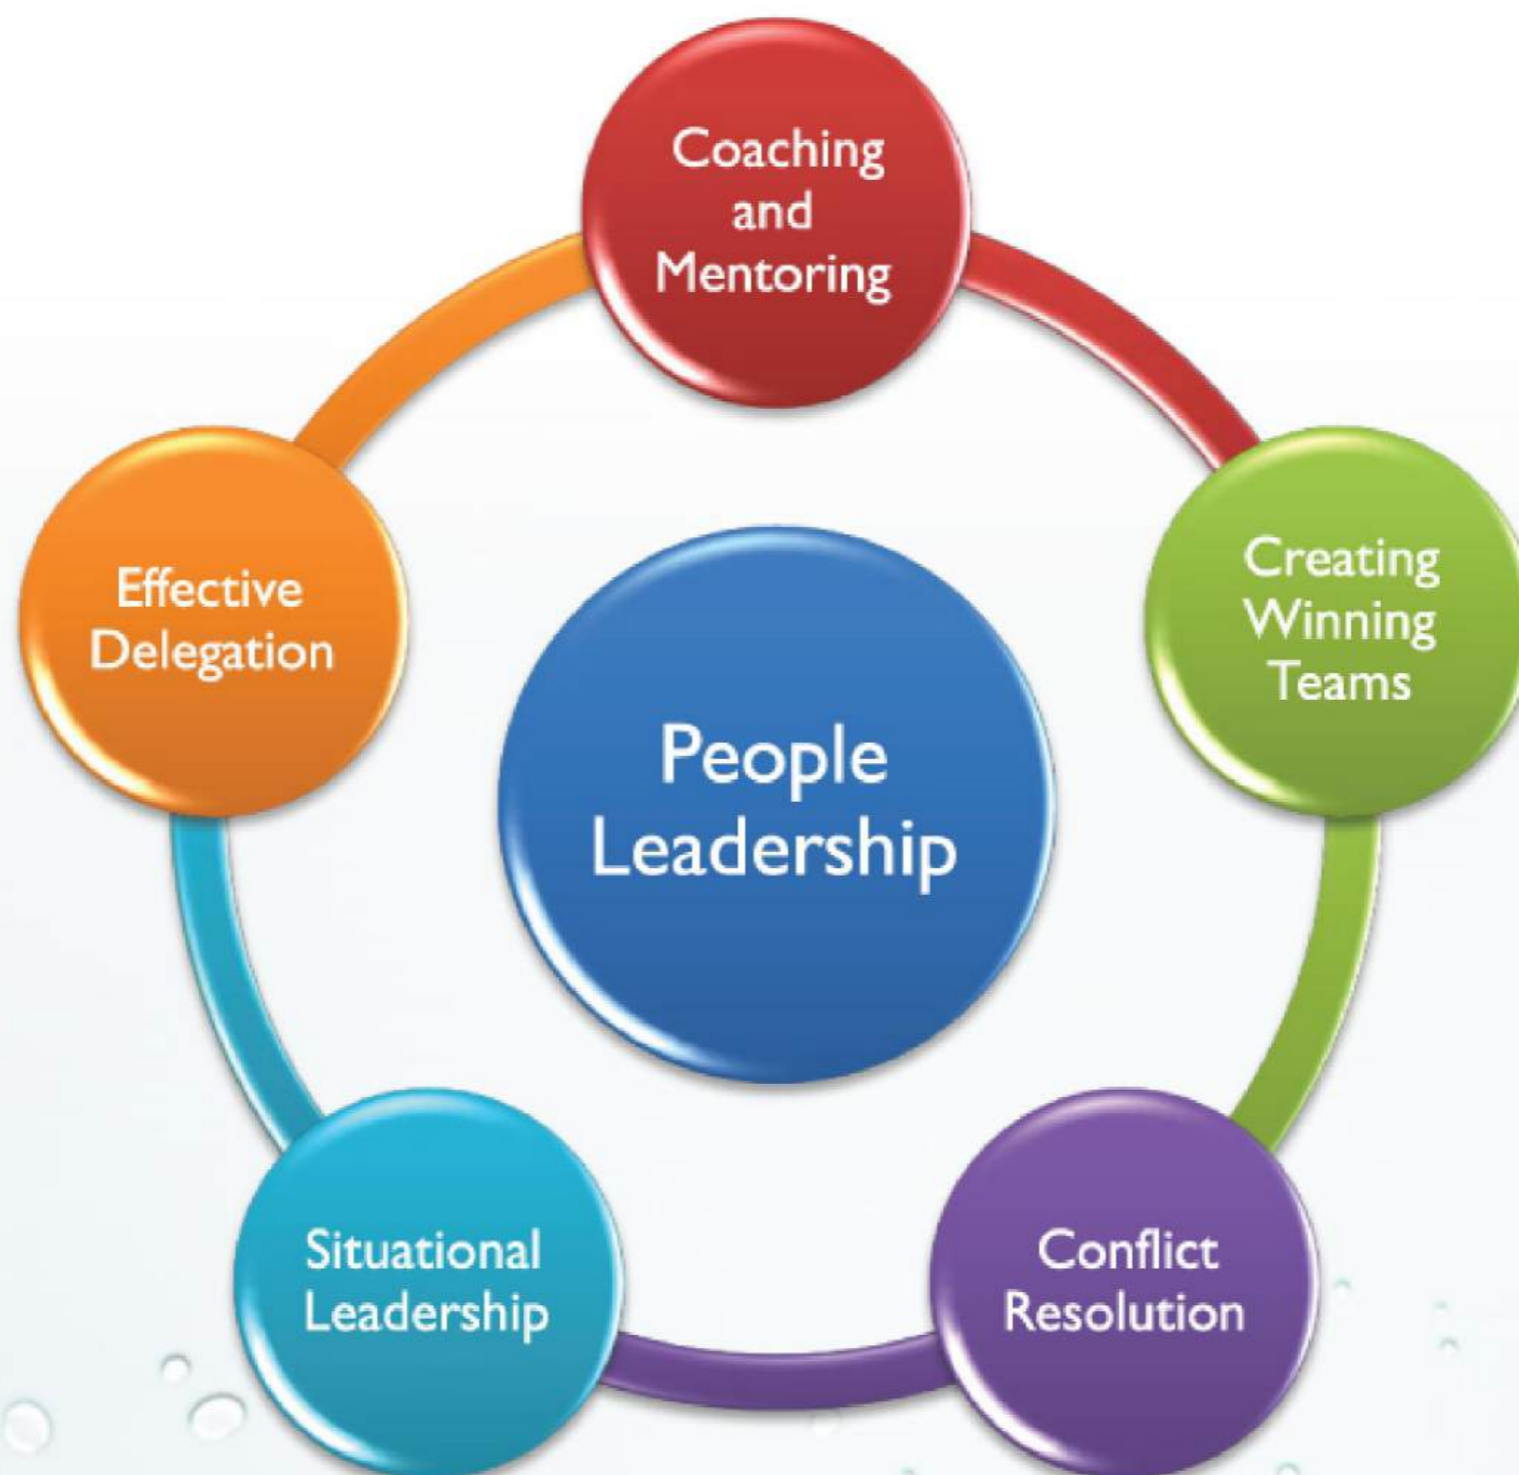 Coaching
and
Mentoring
Creating
Winning
Teams
Effective
Delegation
People
Leadership
Situational
Leadership
Conflict
Resolution